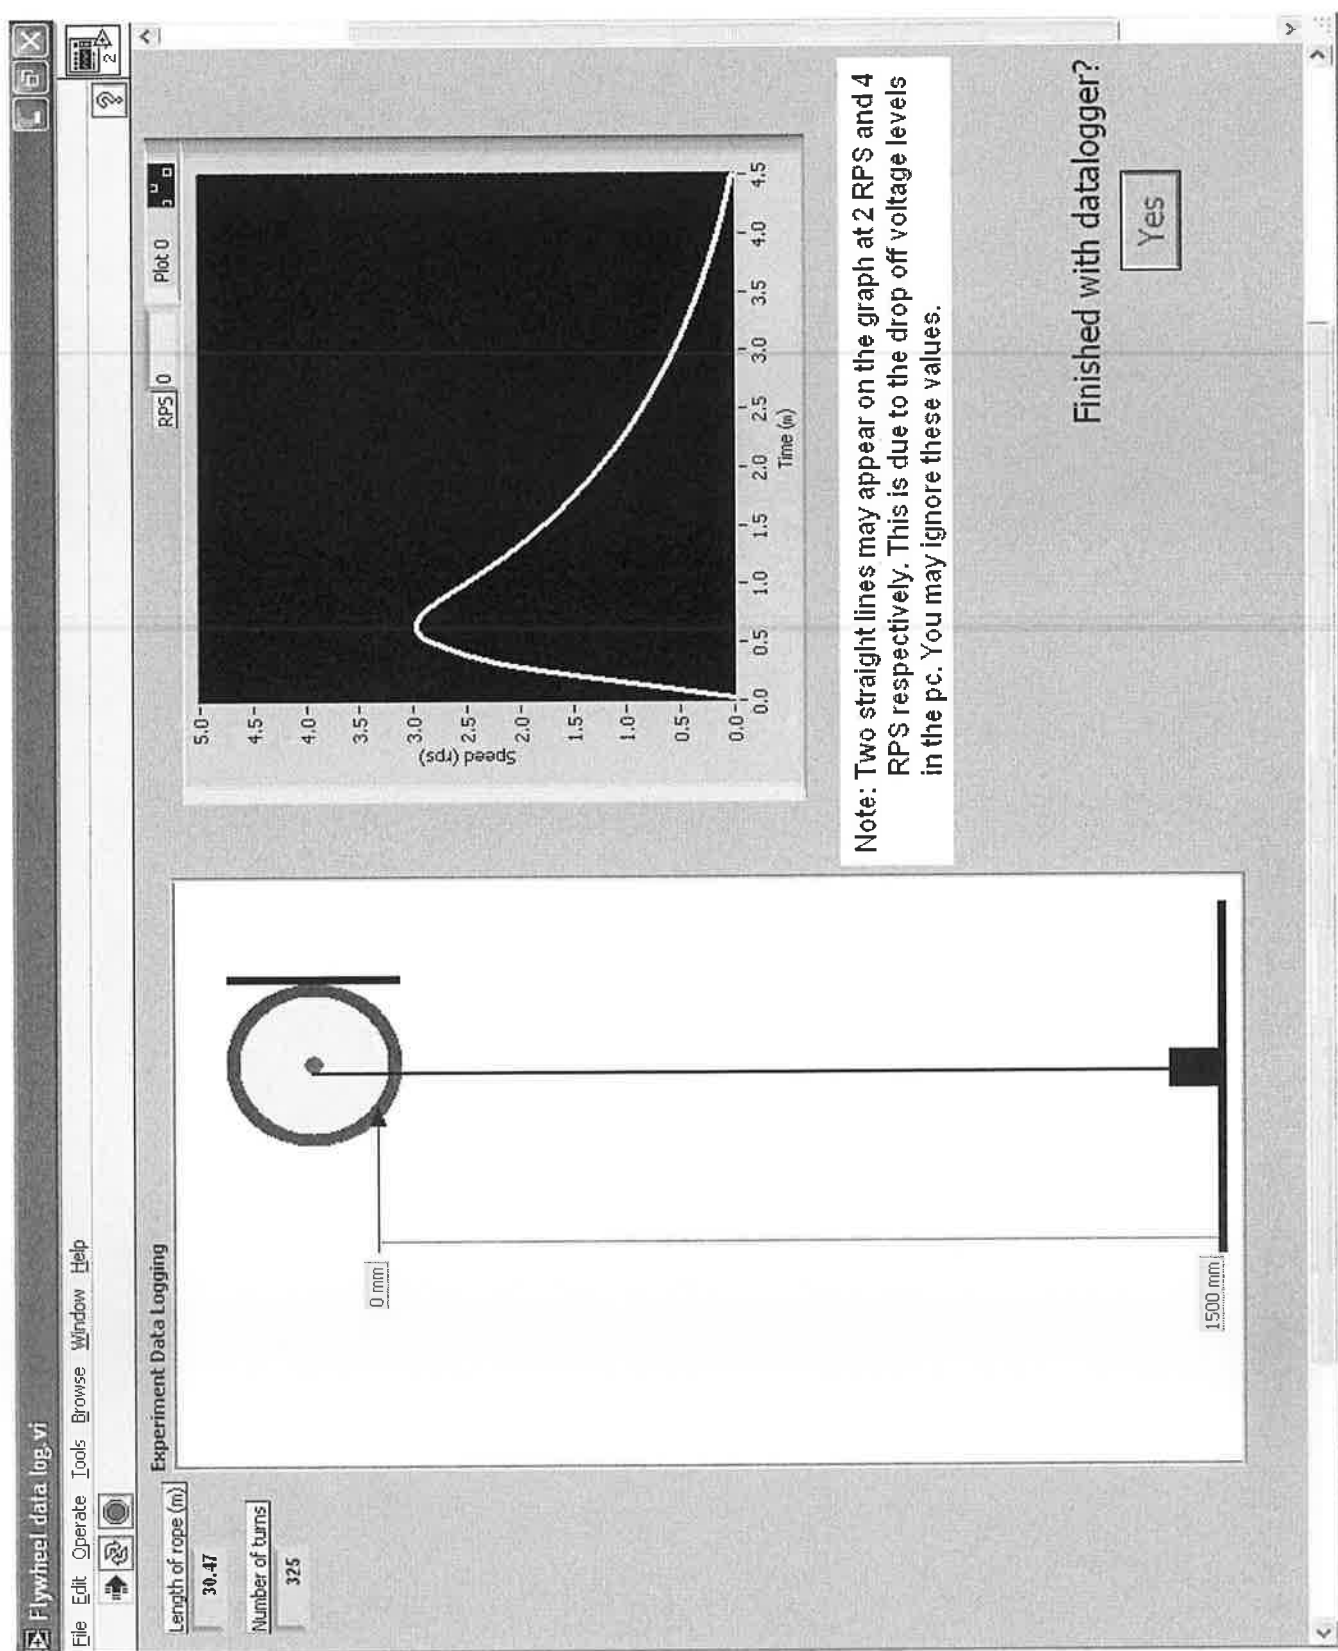 Flywheel data log.vi
File Edit Operate Tools Browse Window Help
?
2
Experiment Data Logging
Length of rope (m)
30.47
Number of turns
325
0 mm
1500 mm
RPS 0
Plot 0
5.0
4.5
4.0
3.5
3.0
2.5
2.0
1.5
1.0
0.5
0.0
Speed (rps)
0.0 0.5 1.0 1.5 2.0 2.5 3.0 3.5 4.0 4.5
Time (m)
Note: Two straight lines may appear on the graph at 2 RPS and 4
RPS respectively. This is due to the drop off voltage levels
in the pc. You may ignore these values.
Finished with datalogger?
Yes